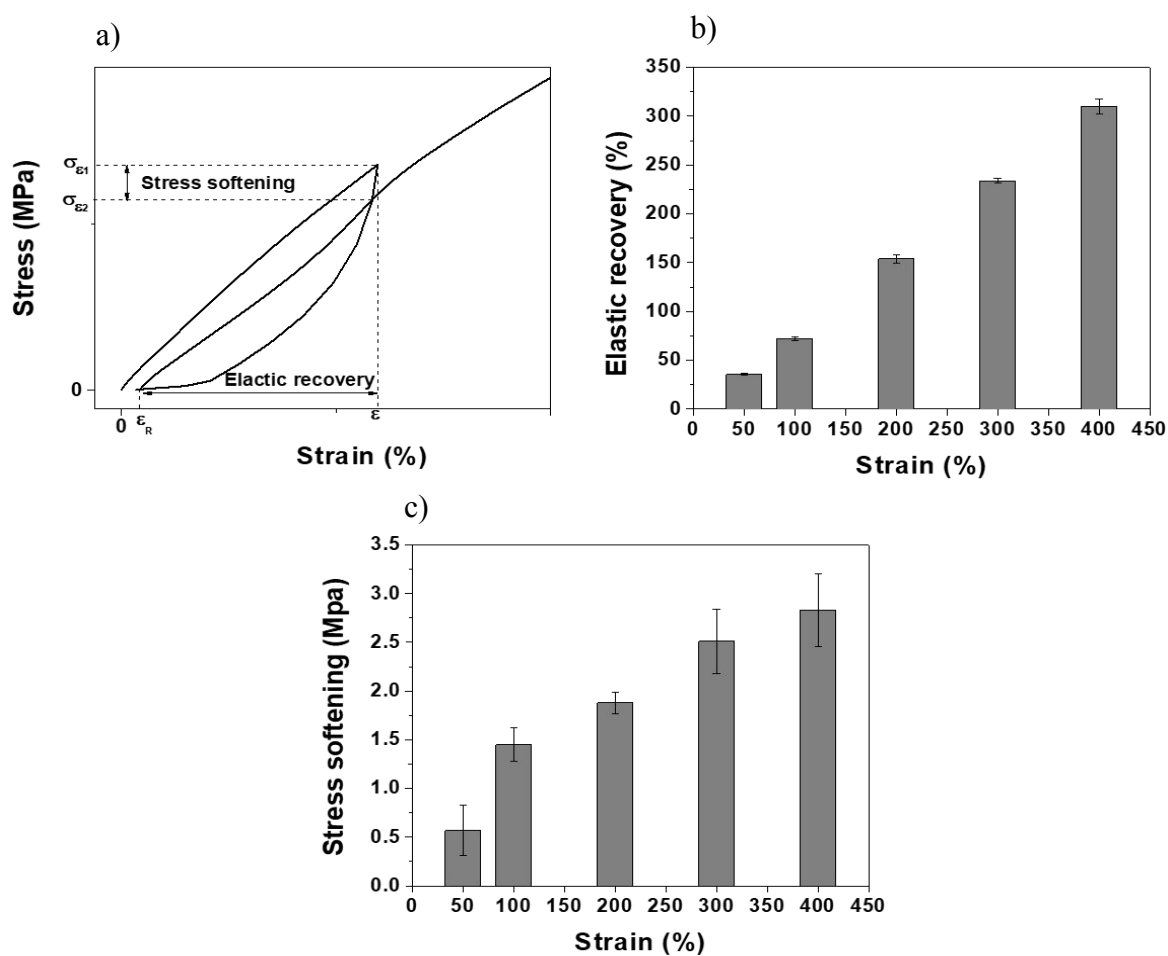 a)
Stress (MPa)
σε1
σε2
0
Stress softening
Elactic recovery
0
εR
ε
Strain (%)
b)
Elastic recovery (%)
350
300
250
200
150
100
50
0
0 50 100 150 200 250 300 350 400 450
Strain (%)
c)
Stress softening (Mpa)
3.5
3.0
2.5
2.0
1.5
1.0
0.5
0.0
0 50 100 150 200 250 300 350 400 450
Strain (%)